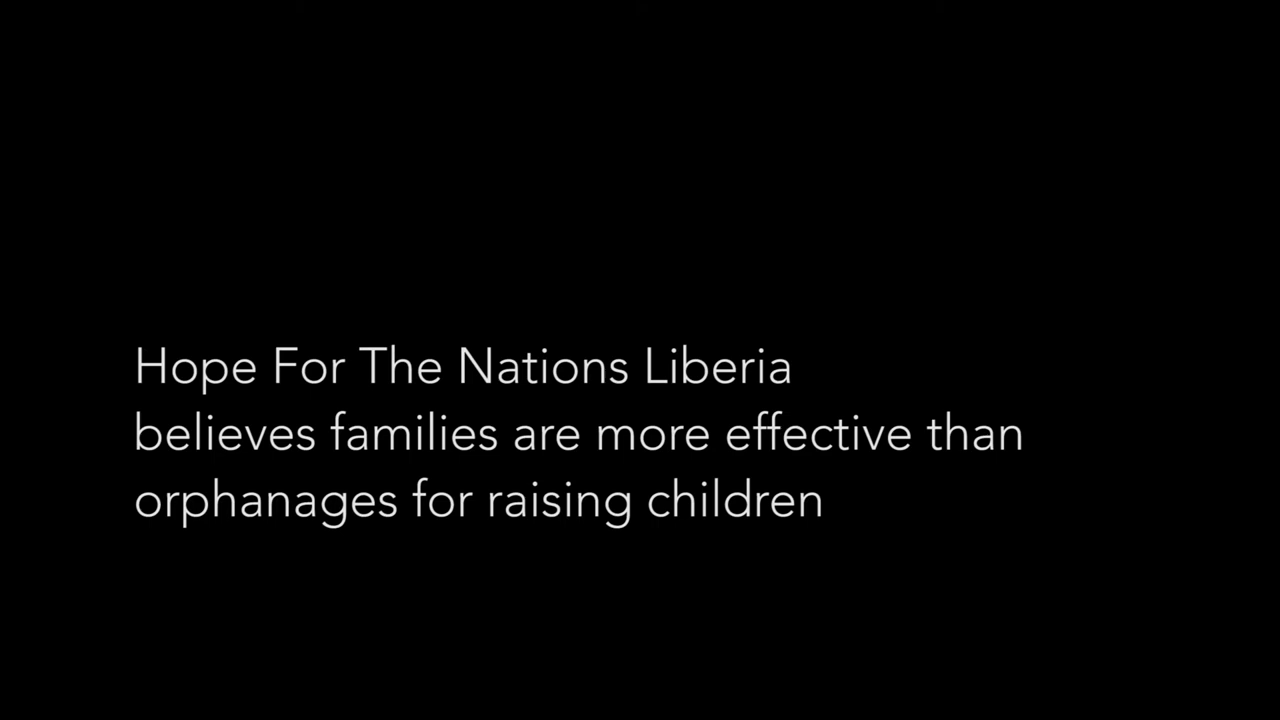 Hope For The Nations Liberia
believes families are more effective than
orphanages for raising children